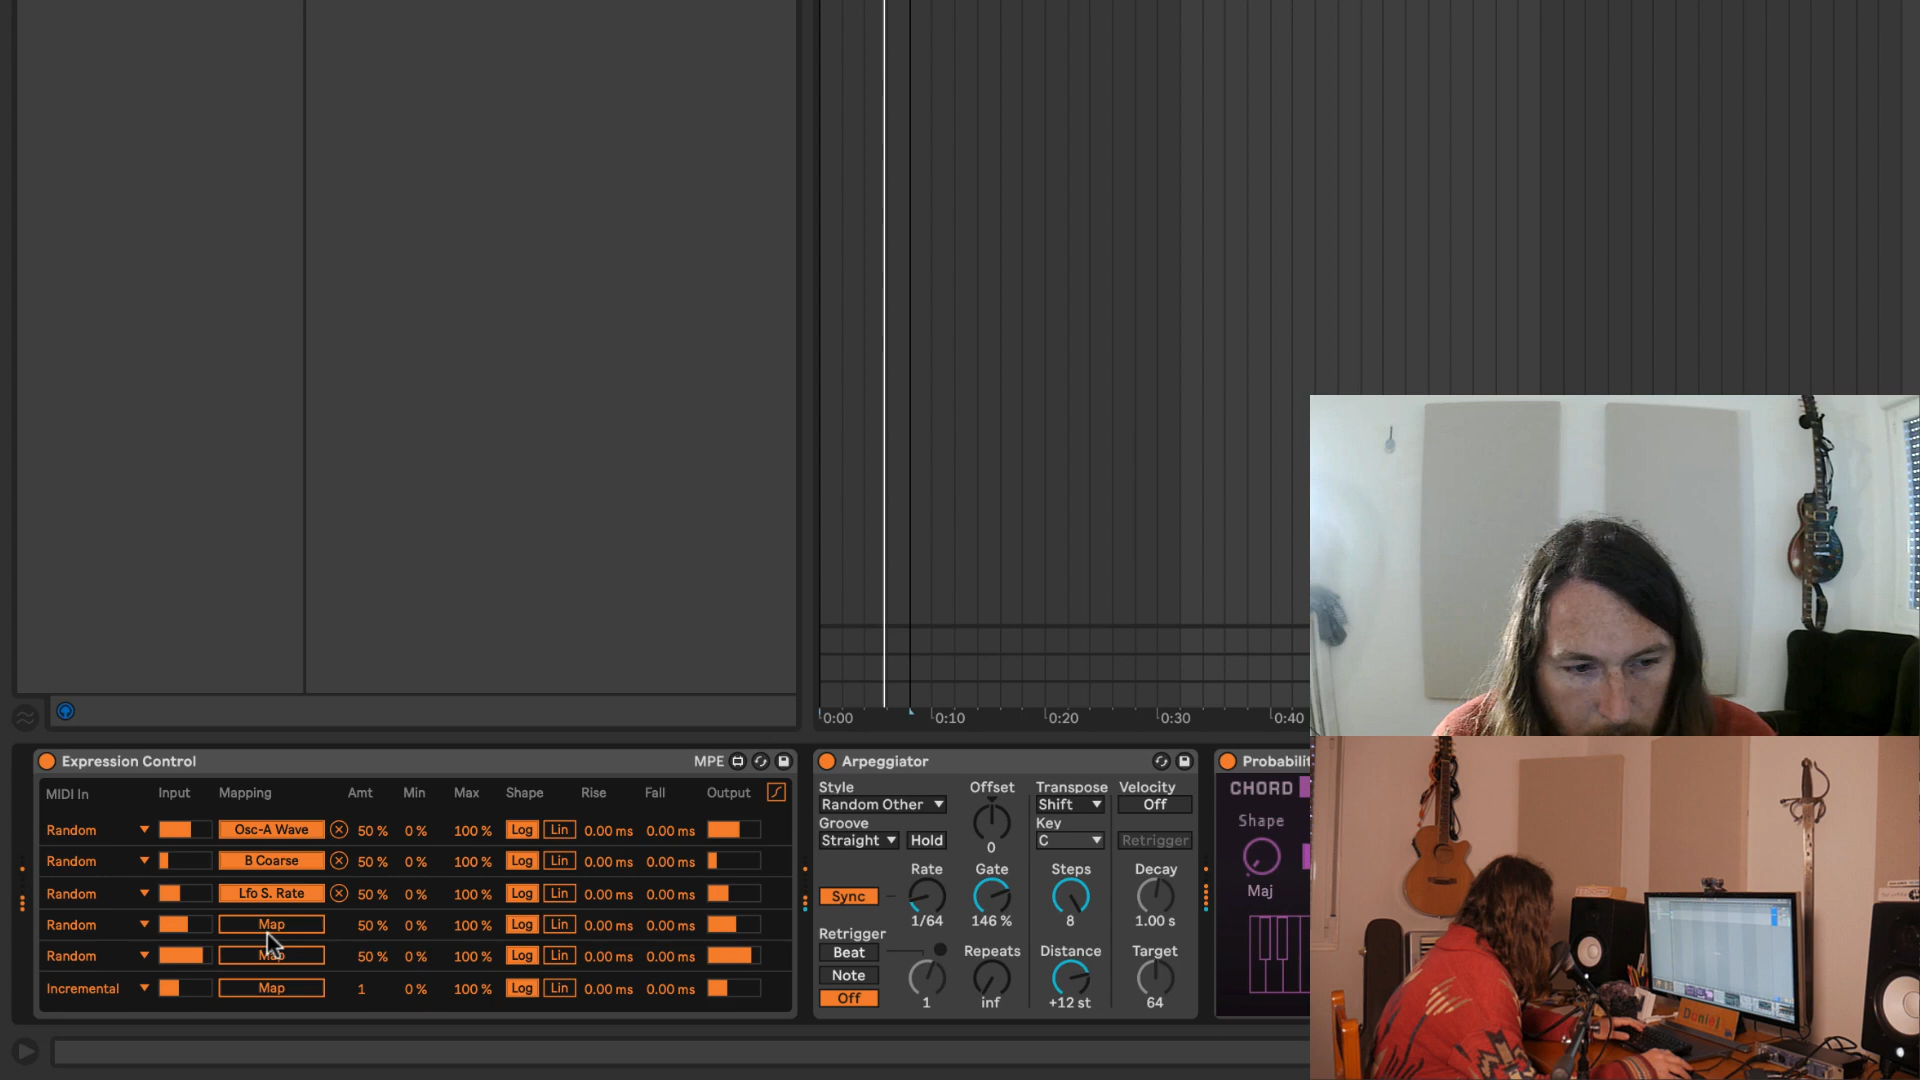 0:00
0:10
0:20
0:30
0:40
Expression Control
MPE
MIDI In
Input
Mapping
Amt
Min
Max
Shape
Rise
Fall
Output
Random Osc-A Wave 50 % 0 % 100 % Log Lin 0.00 ms 0.00 ms
Random B Coarse 50 % 0 % 100 % Log Lin 0.00 ms 0.00 ms
Random Lfo S. Rate 50 % 0 % 100 % Log Lin 0.00 ms 0.00 ms
Random Map 50 % 0 % 100 % Log Lin 0.00 ms 0.00 ms
Random Map 50 % 0 % 100 % Log Lin 0.00 ms 0.00 ms
Incremental Map 1 0 % 100 % Log Lin 0.00 ms 0.00 ms
Arpeggiator
Style
Random Other
Groove
Straight
Hold
Offset
0
Transpose
Shift
Key
C
Velocity
Off
Retrigger
Sync
Rate
1/64
Gate
146 %
Steps
8
Decay
1.00 s
Retrigger
Beat
Note
Off
1
Repeats
inf
Distance
+12 st
Target
64
Probabilit
CHORD
Shape
Maj
Daniel